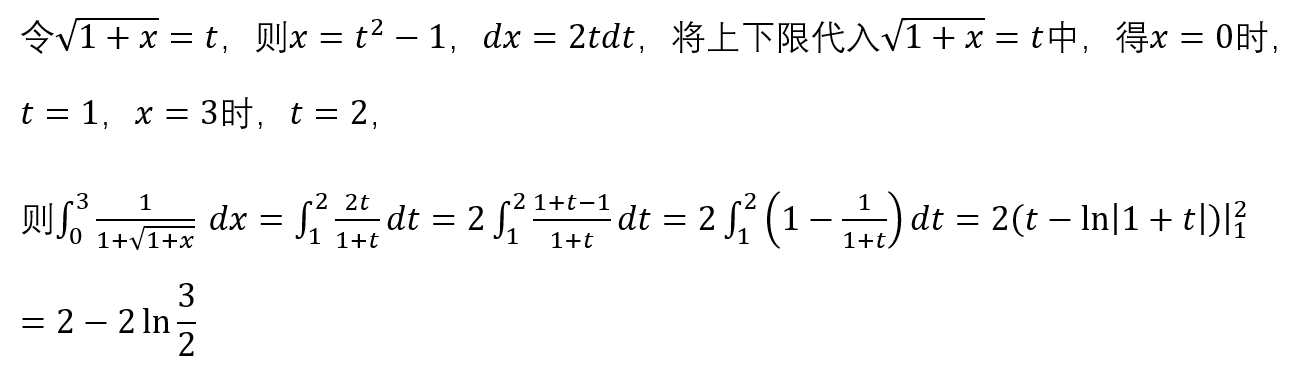 令√(1+x) = t，则x = t² − 1，dx = 2tdt，将上下限代入√(1+x) = t中，得x = 0时，
t = 1，x = 3时，t = 2，
则∫₀³ 1/(1+√(1+x)) dx = ∫₁² 2t/(1+t) dt = 2∫₁² (1+t−1)/(1+t) dt = 2∫₁² (1 − 1/(1+t)) dt = 2(t − ln|1 + t|)|₁²
= 2 − 2 ln 3/2